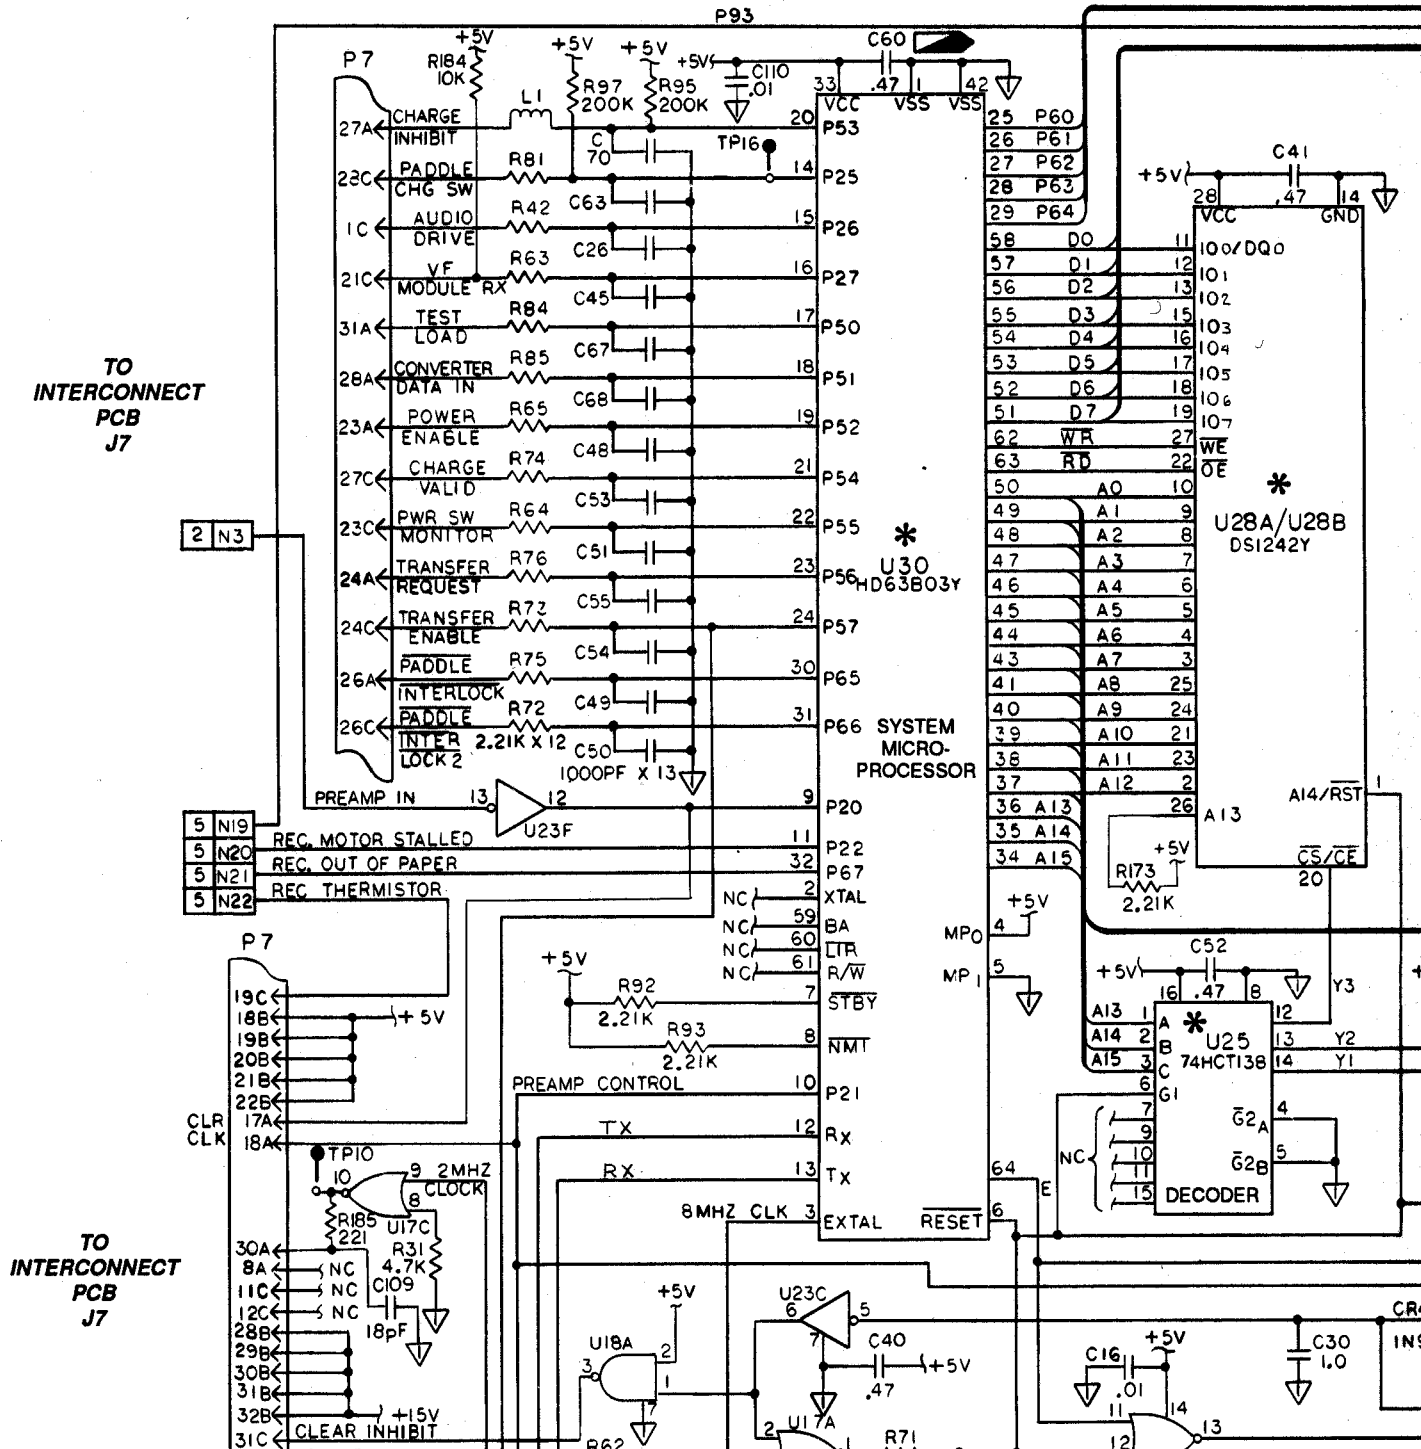 P93
P7
+5V
R184
10K
+5V
R97
200K
+5V
R95
200K
L1
+5V
C110
.01
C60
.47
33
VCC
1
VSS
42
VSS
27A
CHARGE
INHIBIT
C
70
20
P53
TP16
28C
PADDLE
CHG SW
R81
C63
14
P25
1C
AUDIO
DRIVE
R42
C26
15
P26
21C
VF
MODULE RX
R63
C45
16
P27
31A
TEST
LOAD
R84
C67
17
P50
28A
CONVERTER
DATA IN
R85
C68
18
P51
23A
POWER
ENABLE
R65
C48
19
P52
27C
CHARGE
VALID
R74
C53
21
P54
23C
PWR SW
MONITOR
R64
C51
22
P55
24A
TRANSFER
REQUEST
R76
C55
23
P56
24C
TRANSFER
ENABLE
R73
C54
24
P57
26A
PADDLE
INTERLOCK
R75
C49
30
P65
26C
PADDLE
INTER
LOCK 2
R72
2.21K X 12
C50
1000PF X 13
31
P66
TO
INTERCONNECT
PCB
J7
2 N3
PREAMP IN
13
12
U23F
9
P20
5 N19
5 N20
5 N21
5 N22
REC. MOTOR STALLED
11
P22
REC. OUT OF PAPER
32
P67
REC THERMISTOR
NC
2
XTAL
NC
59
BA
NC
60
LIR
NC
61
R/W
+5V
R92
2.21K
7
STBY
R93
2.21K
8
NMI
PREAMP CONTROL
10
P21
TX
12
RX
RX
13
TX
8MHZ CLK
3
EXTAL
*
U30
HD63B03Y
SYSTEM
MICRO-
PROCESSOR
25 P60
26 P61
27 P62
28 P63
29 P64
58 D0 11 IO0/DQ0
57 D1 12 IO1
56 D2 13 IO2
55 D3 15 IO3
54 D4 16 IO4
53 D5 17 IO5
52 D6 18 IO6
51 D7 19 IO7
62 WR 27 WE
63 RD 22 OE
50 A0 10
49 A1 9
48 A2 8
47 A3 7
46 A4 6
45 A5 5
44 A6 4
43 A7 3
41 A8 25
40 A9 24
39 A10 21
38 A11 23
37 A12 2
36 A13
35 A14
34 A15
26
A13
+5V
R173
2.21K
MP0 4
+5V
MP1 5
64
E
RESET 6
+5V
C41
.47
28
VCC
14
GND
*
U28A/U28B
DS1242Y
A14/RST
1
CS/CE
20
C52
+5V
.47
16
8
Y3
A13 1 A
A14 2 B
A15 3 C
6 G1
*
U25
74HCT138
12
13 Y2
14 Y1
NC
7
9
10
11
15
G2A 4
G2B 5
DECODER
P7
19C
18B
+5V
19B
20B
21B
22B
CLR 17A
CLK 18A
TP10
10
9
2MHZ
CLOCK
8
U17C
R185
221
R31
4.7K
30A
8A NC
11C NC
12C NC
C109
18pF
28B
29B
30B
31B
32B
+15V
31C
CLEAR INHIBIT
TO
INTERCONNECT
PCB
J7
+5V
U18A
3
2
1
7
U23C
6
5
7
C40
.47
+5V
2
U17A
1
R62
R71
C16
.01
+5V
14
11
12
13
C30
1.0
CR4
INS